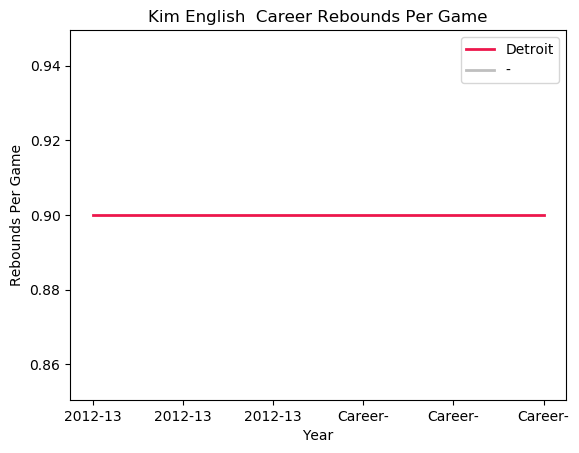 Kim English  Career Rebounds Per Game
Detroit
-
0.94
0.92
0.90
0.88
0.86
Rebounds Per Game
2012-13 2012-13 2012-13 Career- Career- Career-
Year